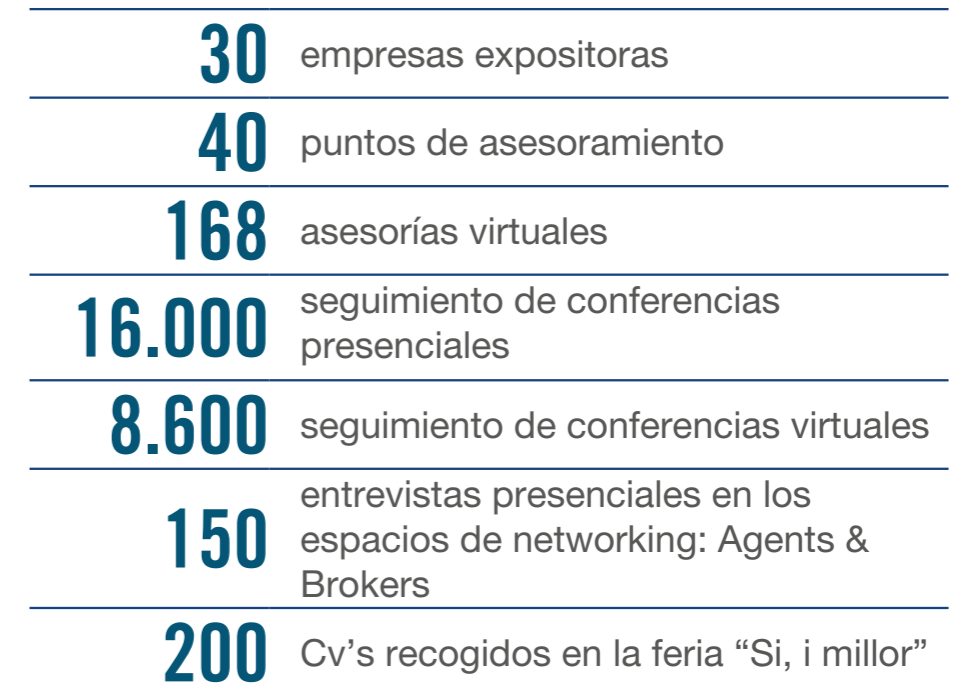 30 empresas expositoras
40 puntos de asesoramiento
168 asesorías virtuales
16.000 seguimiento de conferencias
presenciales
8.600 seguimiento de conferencias virtuales
150 entrevistas presenciales en los
espacios de networking: Agents &
Brokers
200 Cv’s recogidos en la feria “Si, i millor”